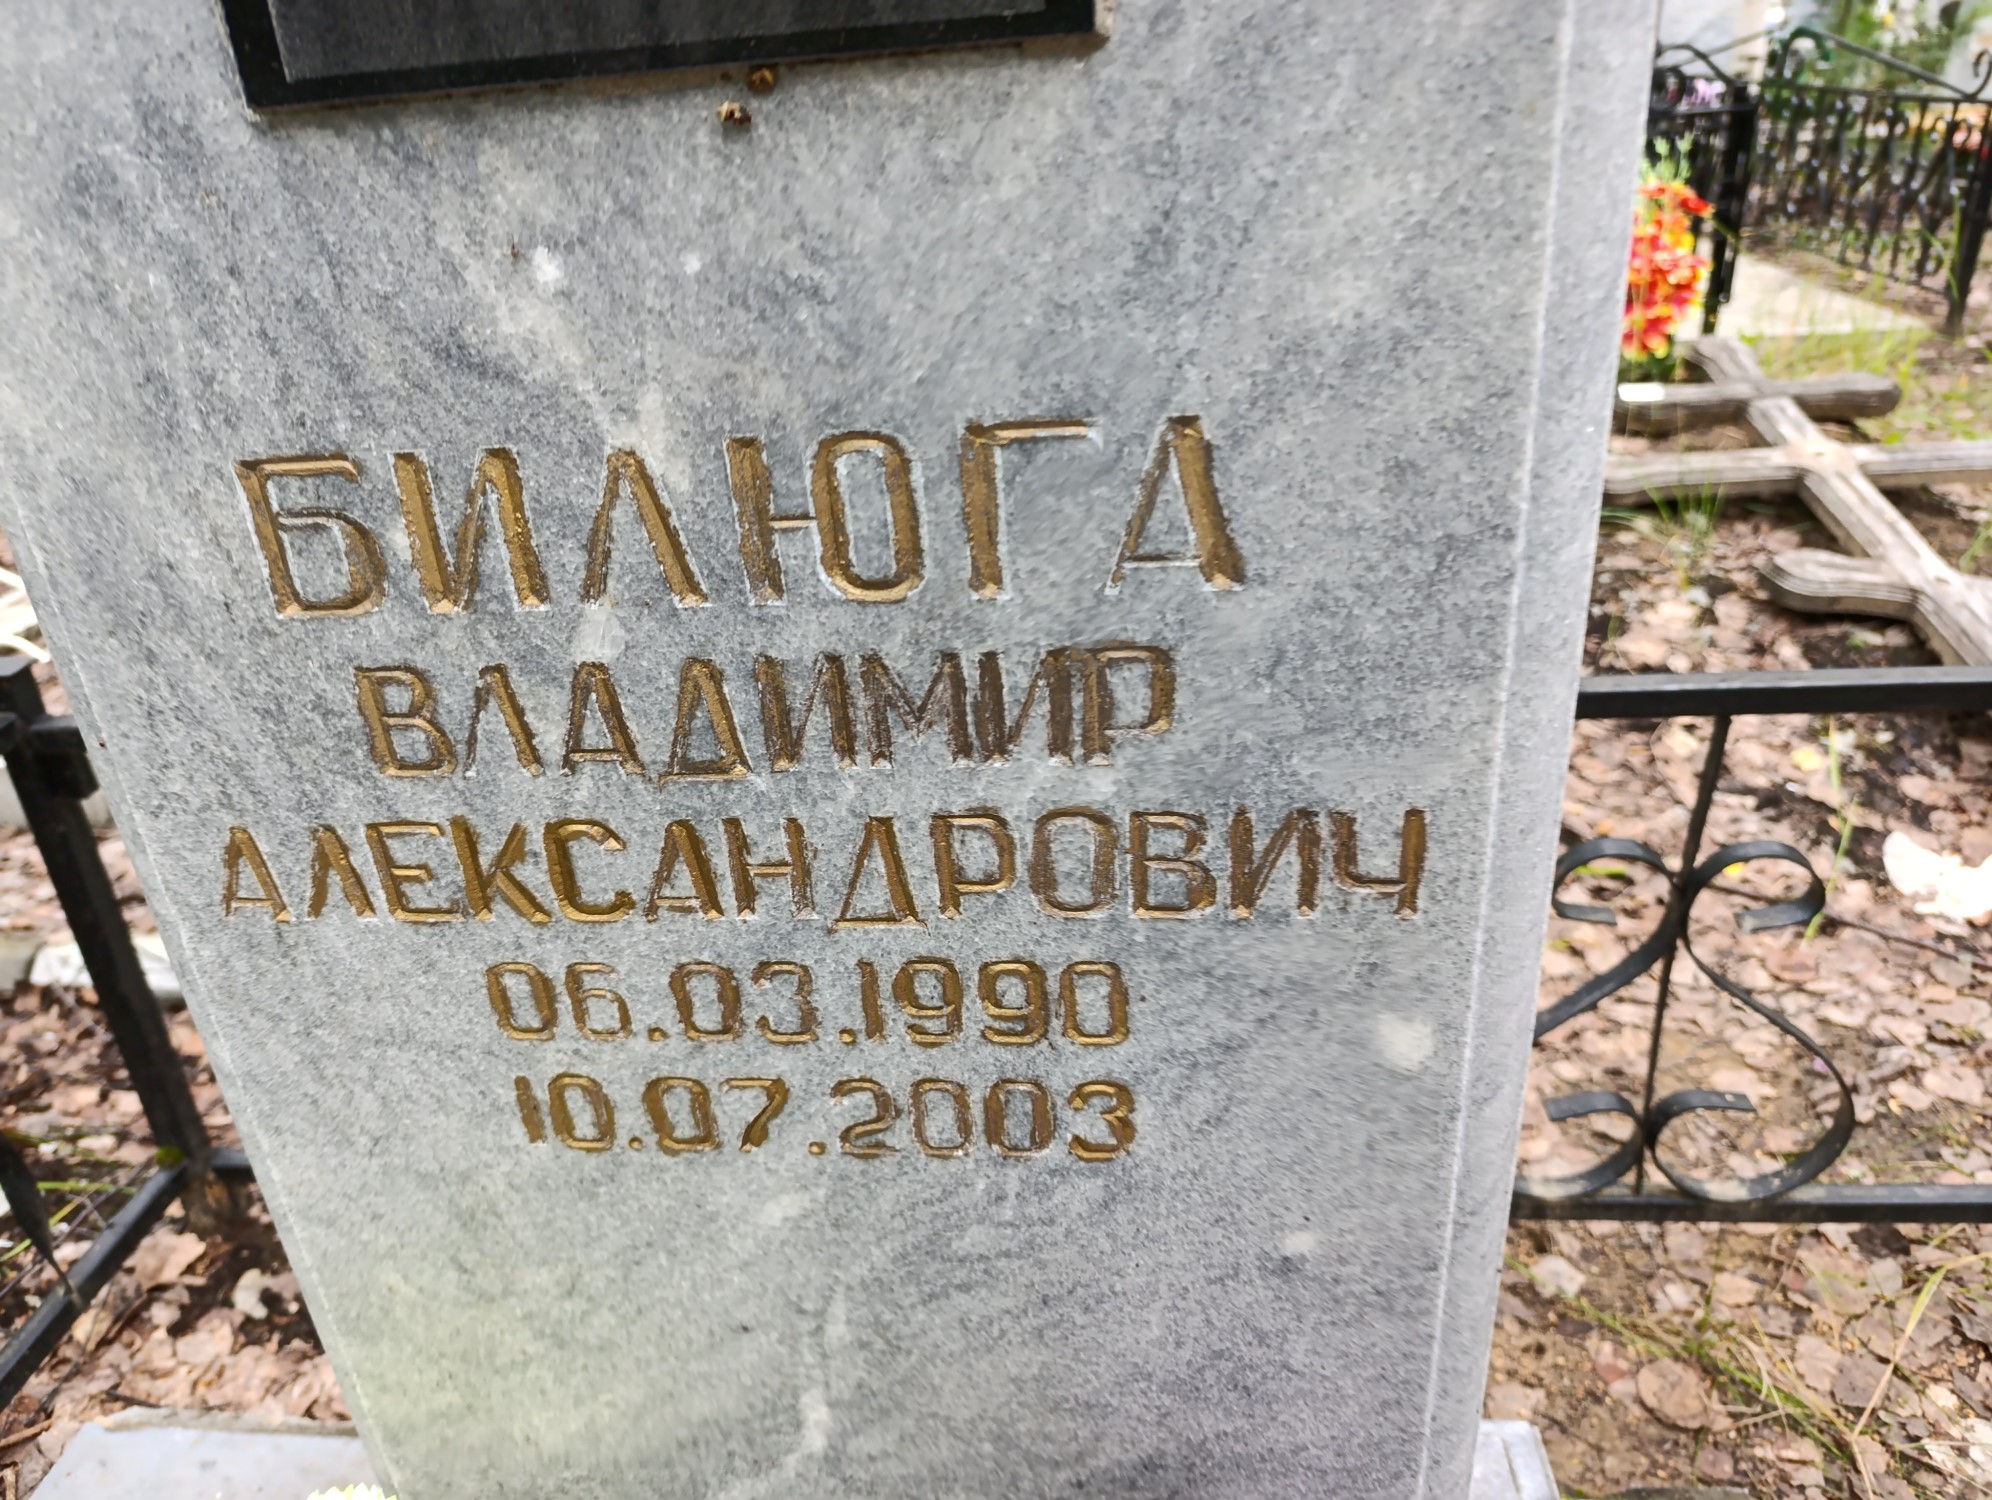 БИЛЮГА
ВЛАДИМИР
АЛЕКСАНДРОВИЧ
06.03.1990
10.07.2003